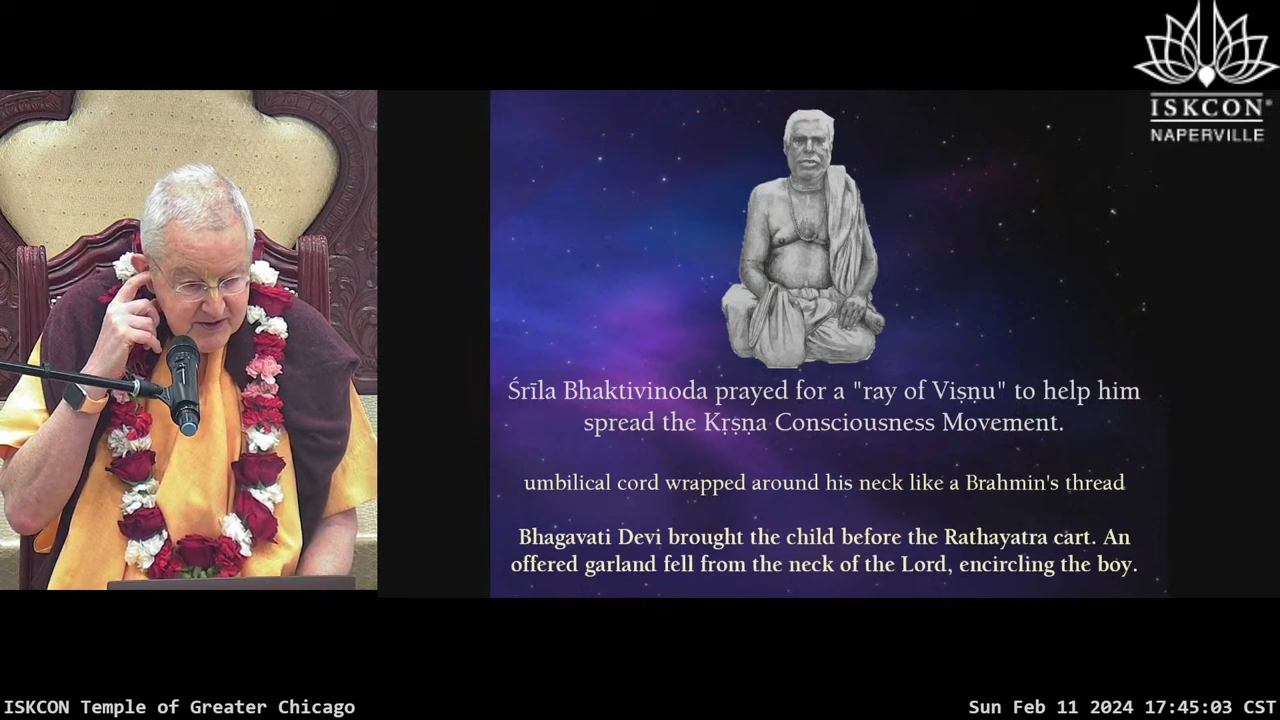 ISKCON®
NAPERVILLE
Śrīla Bhaktivinoda prayed for a "ray of Viṣṇu" to help him
spread the Kṛṣṇa Consciousness Movement.
umbilical cord wrapped around his neck like a Brahmin's thread
Bhagavati Devi brought the child before the Rathayatra cart. An
offered garland fell from the neck of the Lord, encircling the boy.
ISKCON Temple of Greater Chicago
Sun Feb 11 2024 17:45:03 CST